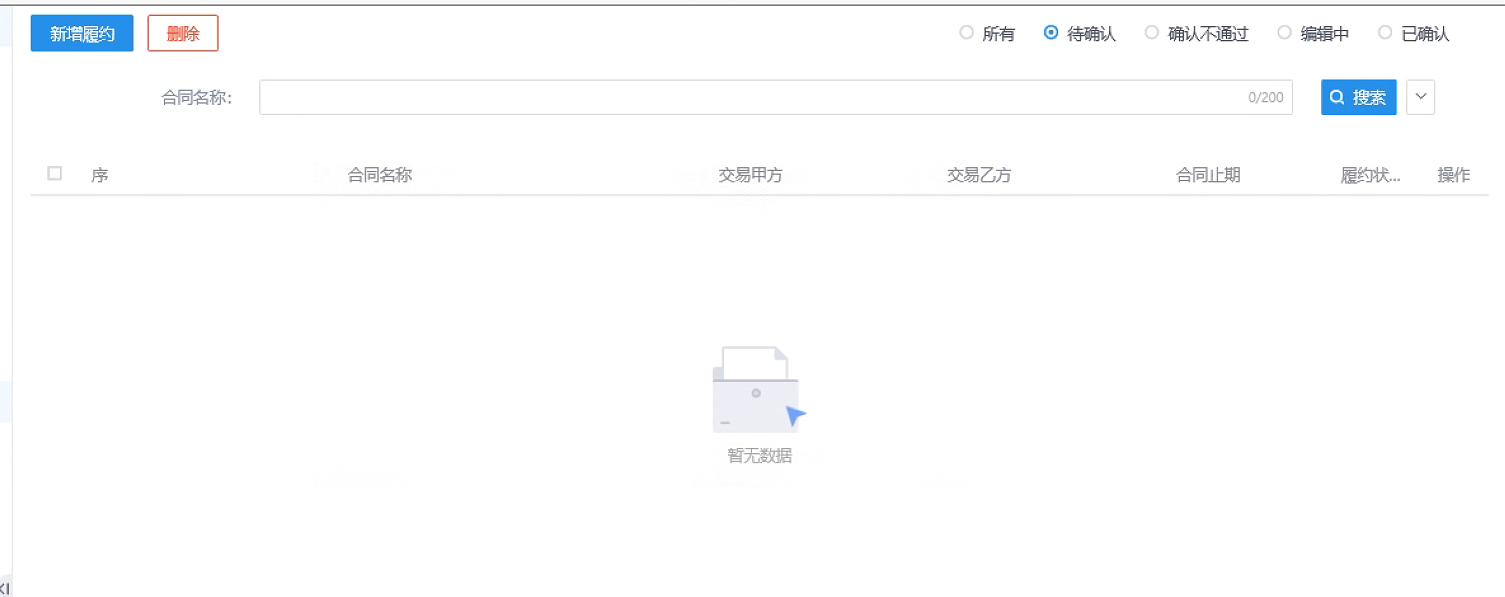 新增履约 删除 所有 待确认 确认不通过 编辑中 已确认
合同名称: 0/200 搜索
序 合同名称 交易甲方 交易乙方 合同止期 履约状... 操作
暂无数据